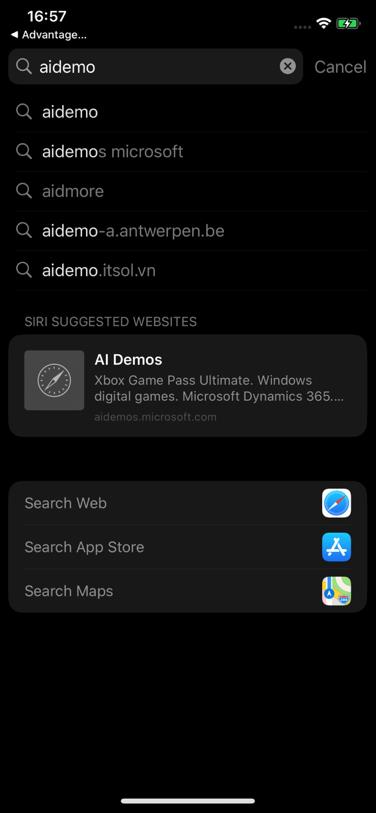 16:57
◀ Advantage...
aidemo
Cancel
aidemo
aidemos microsoft
aidmore
aidemo-a.antwerpen.be
aidemo.itsol.vn
SIRI SUGGESTED WEBSITES
AI Demos
Xbox Game Pass Ultimate. Windows
digital games. Microsoft Dynamics 365....
aidemos.microsoft.com
Search Web
Search App Store
Search Maps